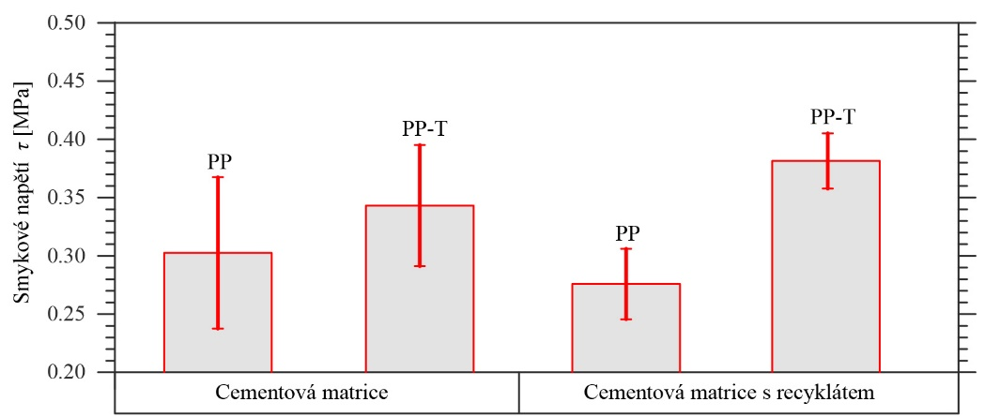 0.50
0.45
0.40
0.35
0.30
0.25
0.20
Smykové napětí τ [MPa]
PP
PP-T
PP
PP-T
Cementová matrice
Cementová matrice s recyklátem